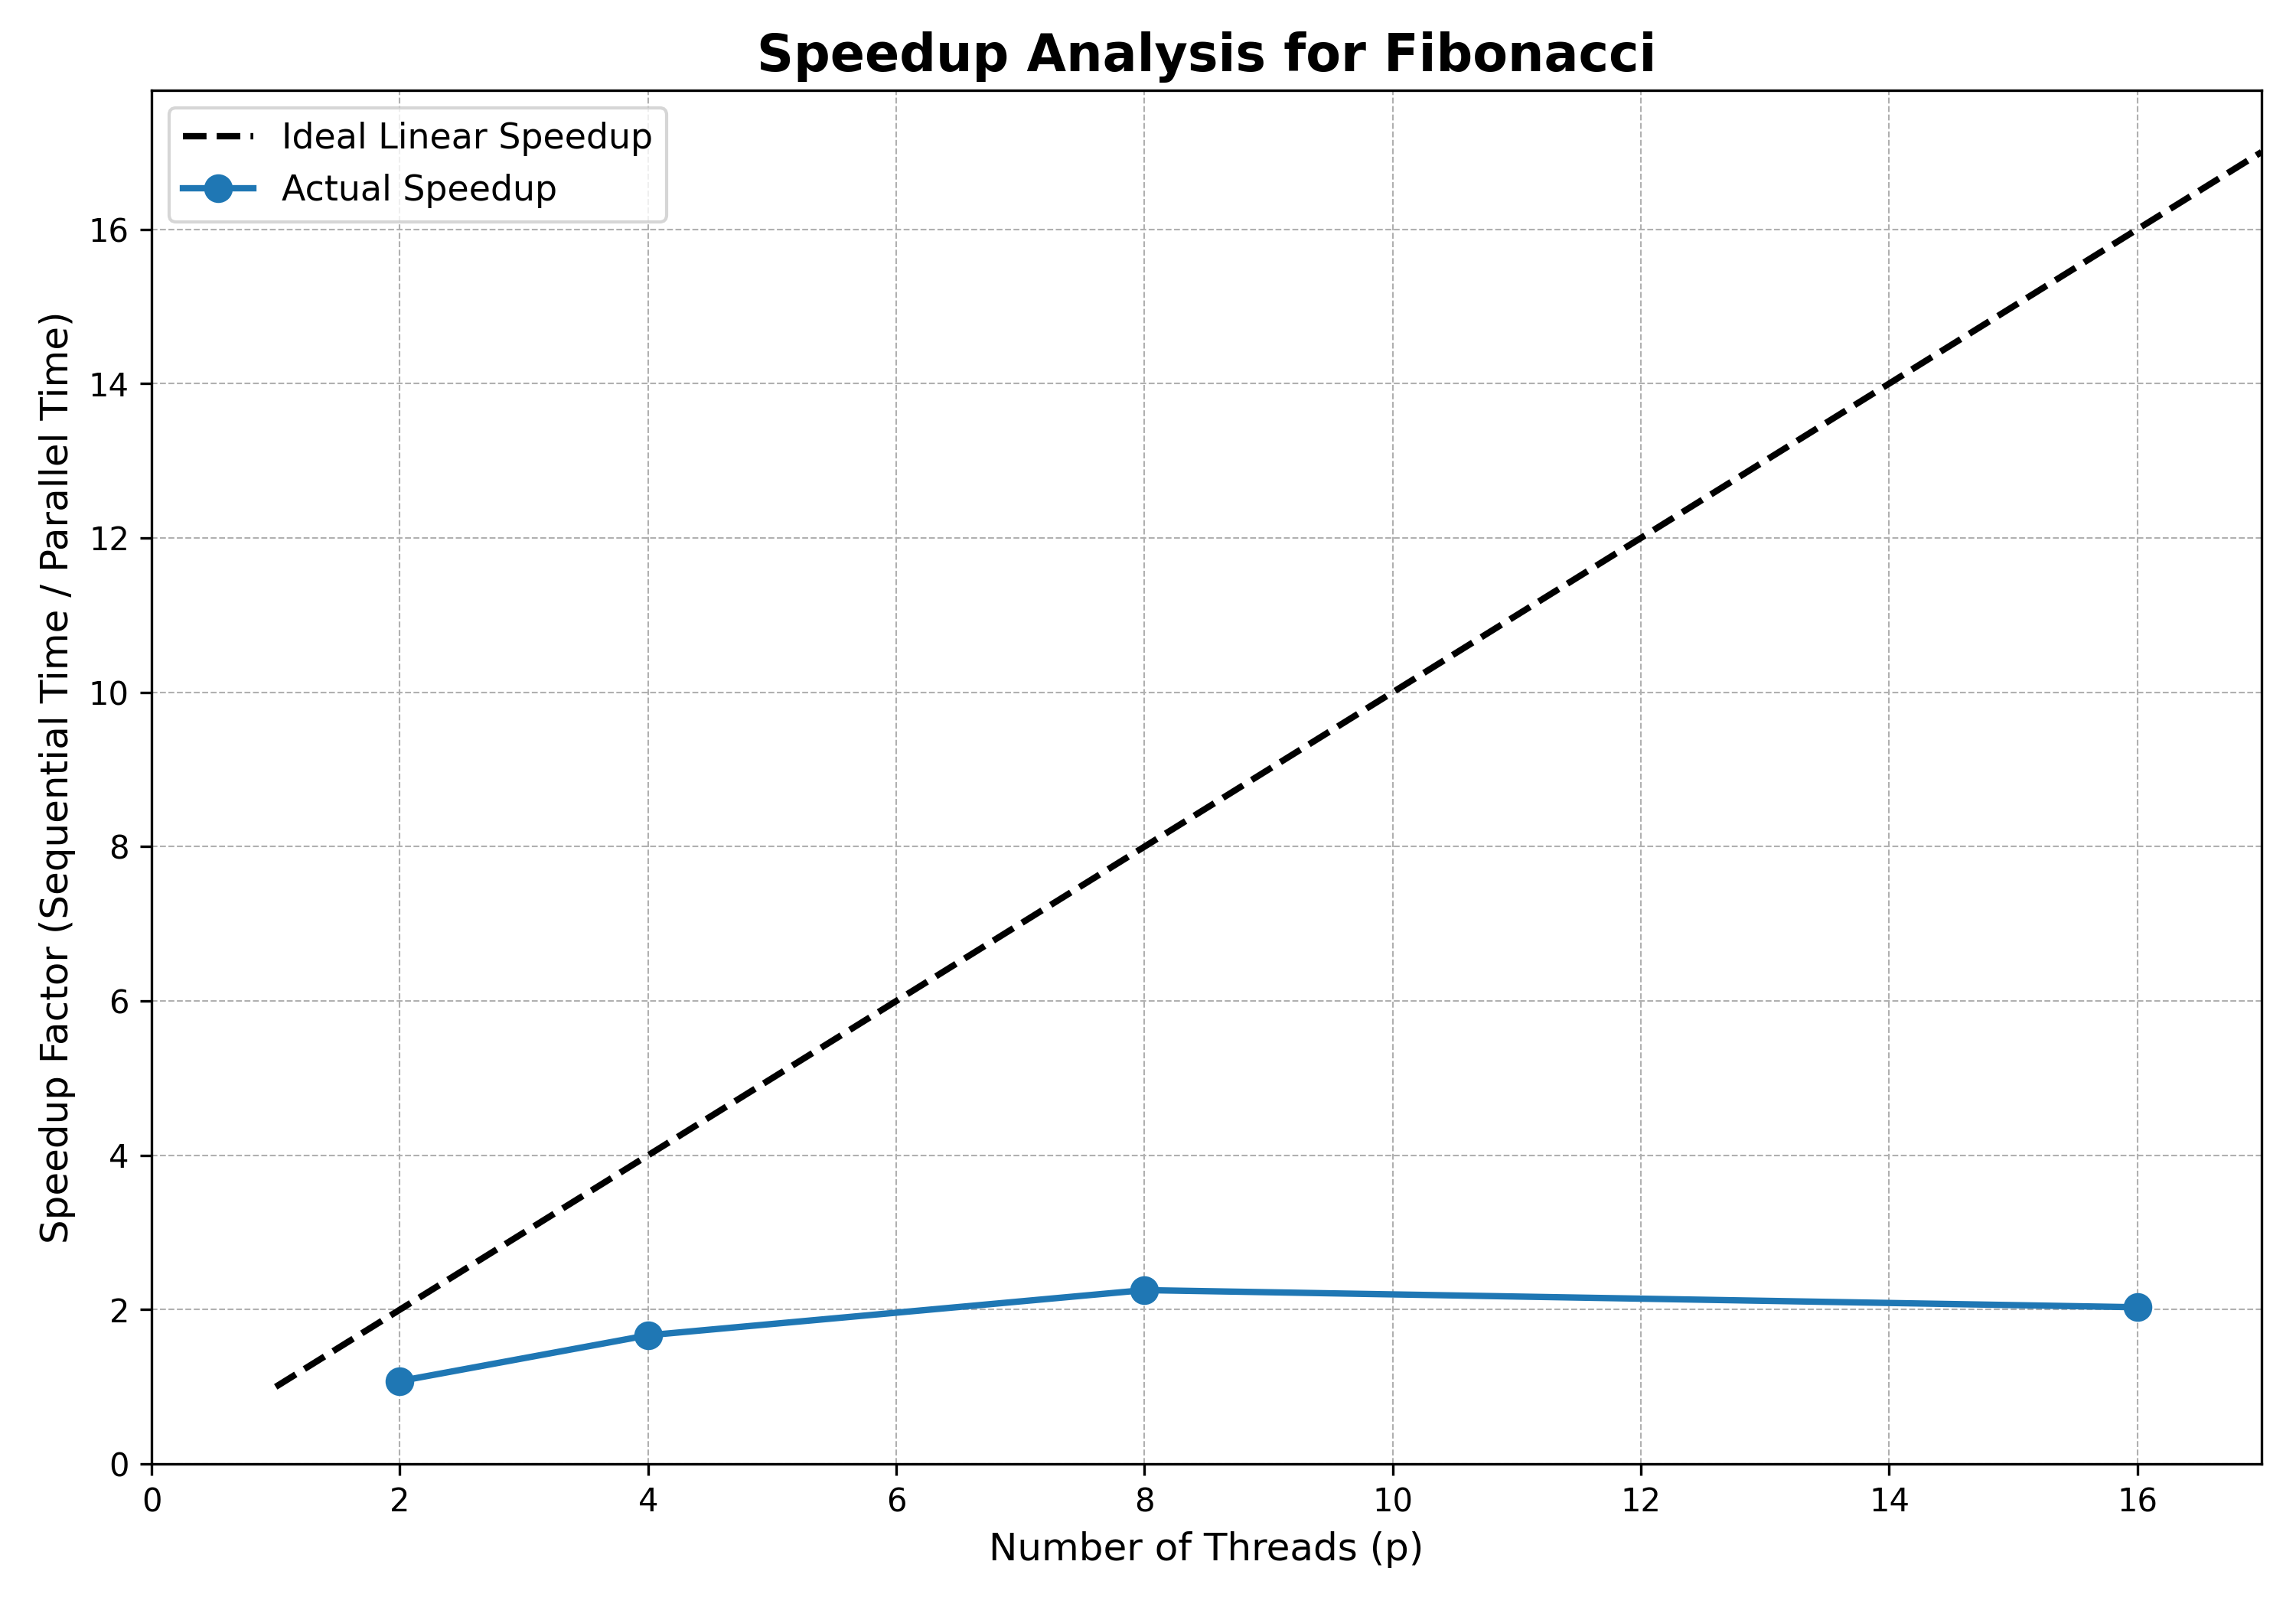 Speedup Analysis for Fibonacci
Ideal Linear Speedup
Actual Speedup
Speedup Factor (Sequential Time / Parallel Time)
16
14
12
10
8
6
4
2
0
0 2 4 6 8 10 12 14 16
Number of Threads (p)